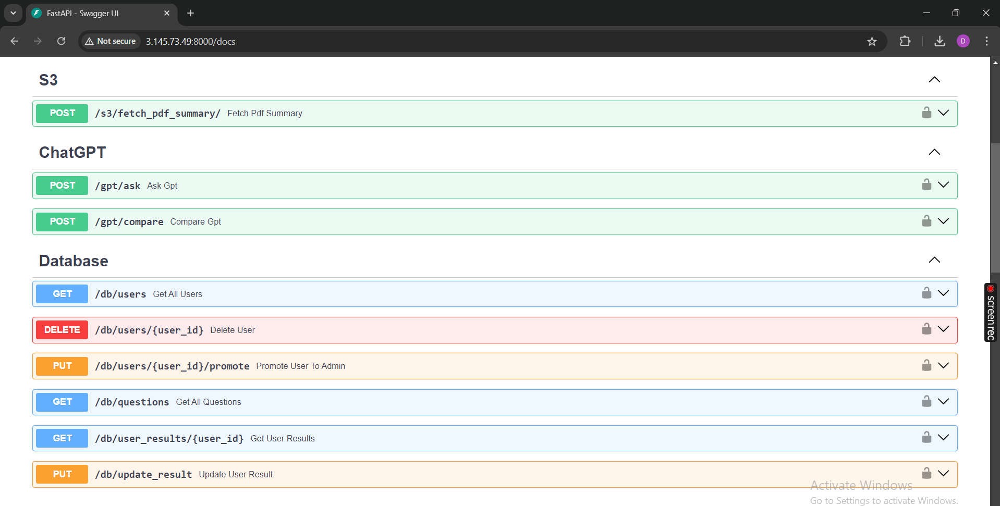 FastAPI - Swagger UI
Not secure 3.145.73.49:8000/docs
D
S3
POST /s3/fetch_pdf_summary/ Fetch Pdf Summary
ChatGPT
POST /gpt/ask Ask Gpt
POST /gpt/compare Compare Gpt
Database
GET /db/users Get All Users
DELETE /db/users/{user_id} Delete User
PUT /db/users/{user_id}/promote Promote User To Admin
GET /db/questions Get All Questions
GET /db/user_results/{user_id} Get User Results
PUT /db/update_result Update User Result
screenrec
Activate Windows
Go to Settings to activate Windows.